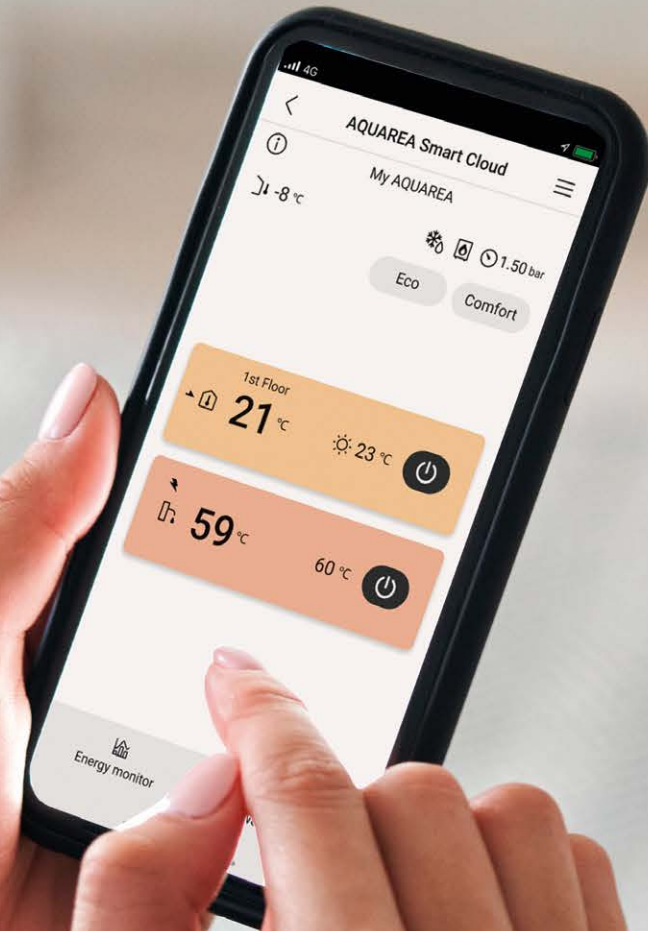 4G
AQUAREA Smart Cloud
My AQUAREA
-8 °C
1.50 bar
Eco
Comfort
1st Floor
21 °C
23 °C
59 °C
60 °C
Energy monitor